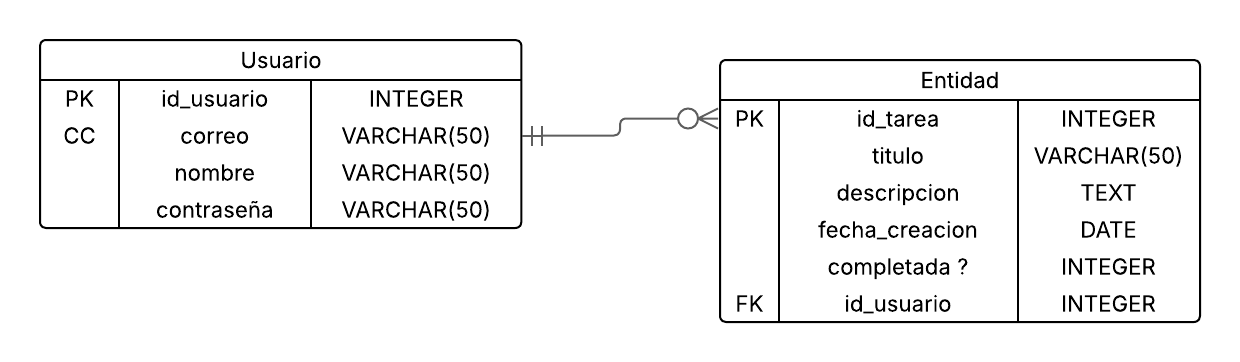 Usuario
PK id_usuario INTEGER
CC correo VARCHAR(50)
nombre VARCHAR(50)
contraseña VARCHAR(50)
Entidad
PK id_tarea INTEGER
titulo VARCHAR(50)
descripcion TEXT
fecha_creacion DATE
completada ? INTEGER
FK id_usuario INTEGER